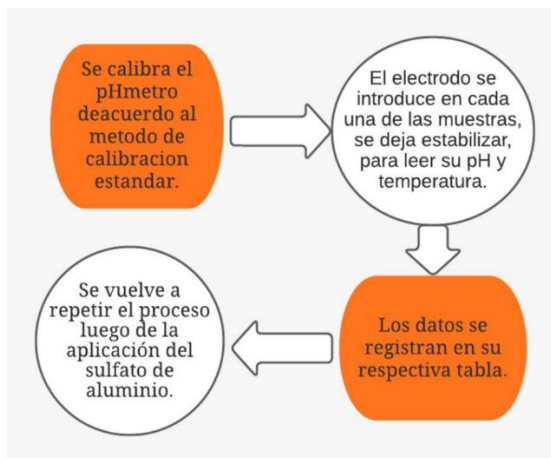 Se calibra el
pHmetro
deacuerdo al
metodo de
calibracion
estandar.
El electrodo se
introduce en cada
una de las muestras,
se deja estabilizar,
para leer su pH y
temperatura.
Los datos se
registran en su
respectiva tabla.
Se vuelve a
repetir el proceso
luego de la
aplicación del
sulfato de
aluminio.